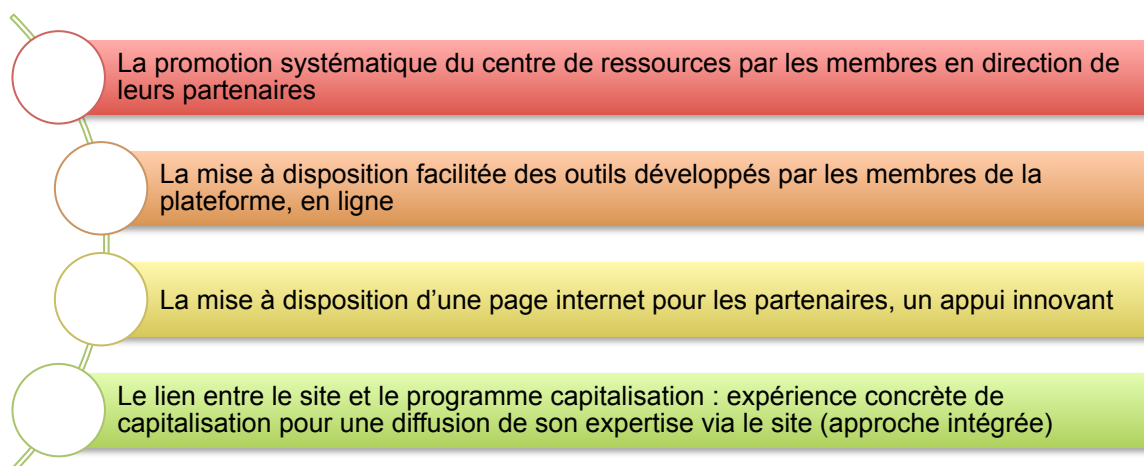 La promotion systématique du centre de ressources par les membres en direction de
leurs partenaires
La mise à disposition facilitée des outils développés par les membres de la
plateforme, en ligne
La mise à disposition d’une page internet pour les partenaires, un appui innovant
Le lien entre le site et le programme capitalisation : expérience concrète de
capitalisation pour une diffusion de son expertise via le site (approche intégrée)